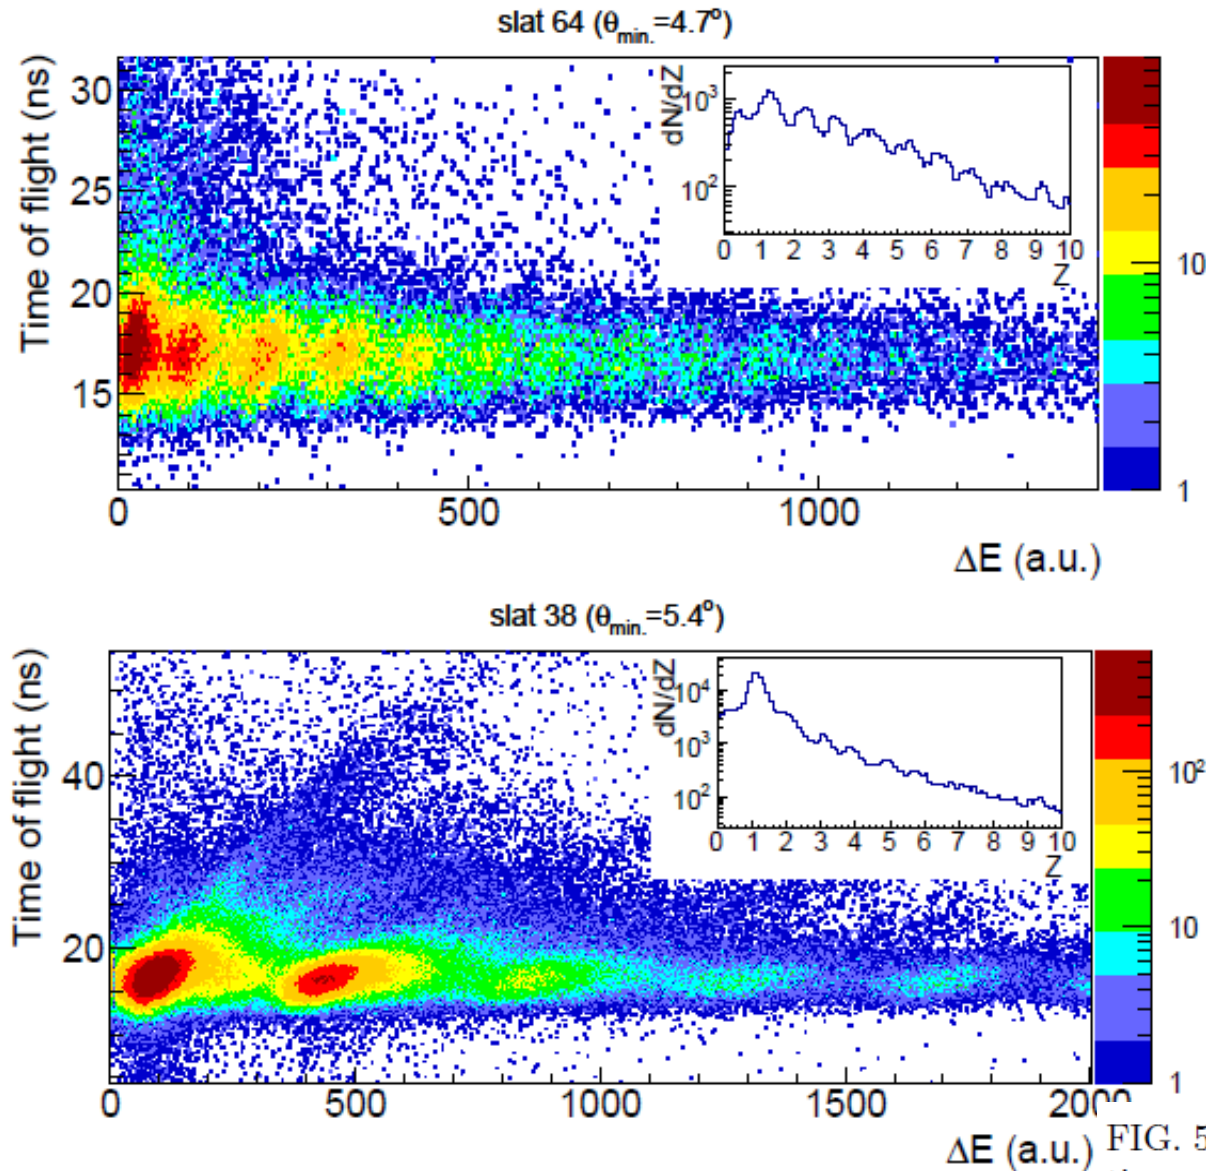 slat 64 (θmin.=4.7o)
Time of flight (ns)
30
25
20
15
0 500 1000
ΔE (a.u.)
dN/dZ
10³
10²
0 1 2 3 4 5 6 7 8 9 10
Z
10
1
slat 38 (θmin.=5.4o)
Time of flight (ns)
40
20
0 500 1000 1500 200
ΔE (a.u.)
dN/dZ
10⁴
10³
10²
0 1 2 3 4 5 6 7 8 9 10
Z
10²
10
1
FIG. 5